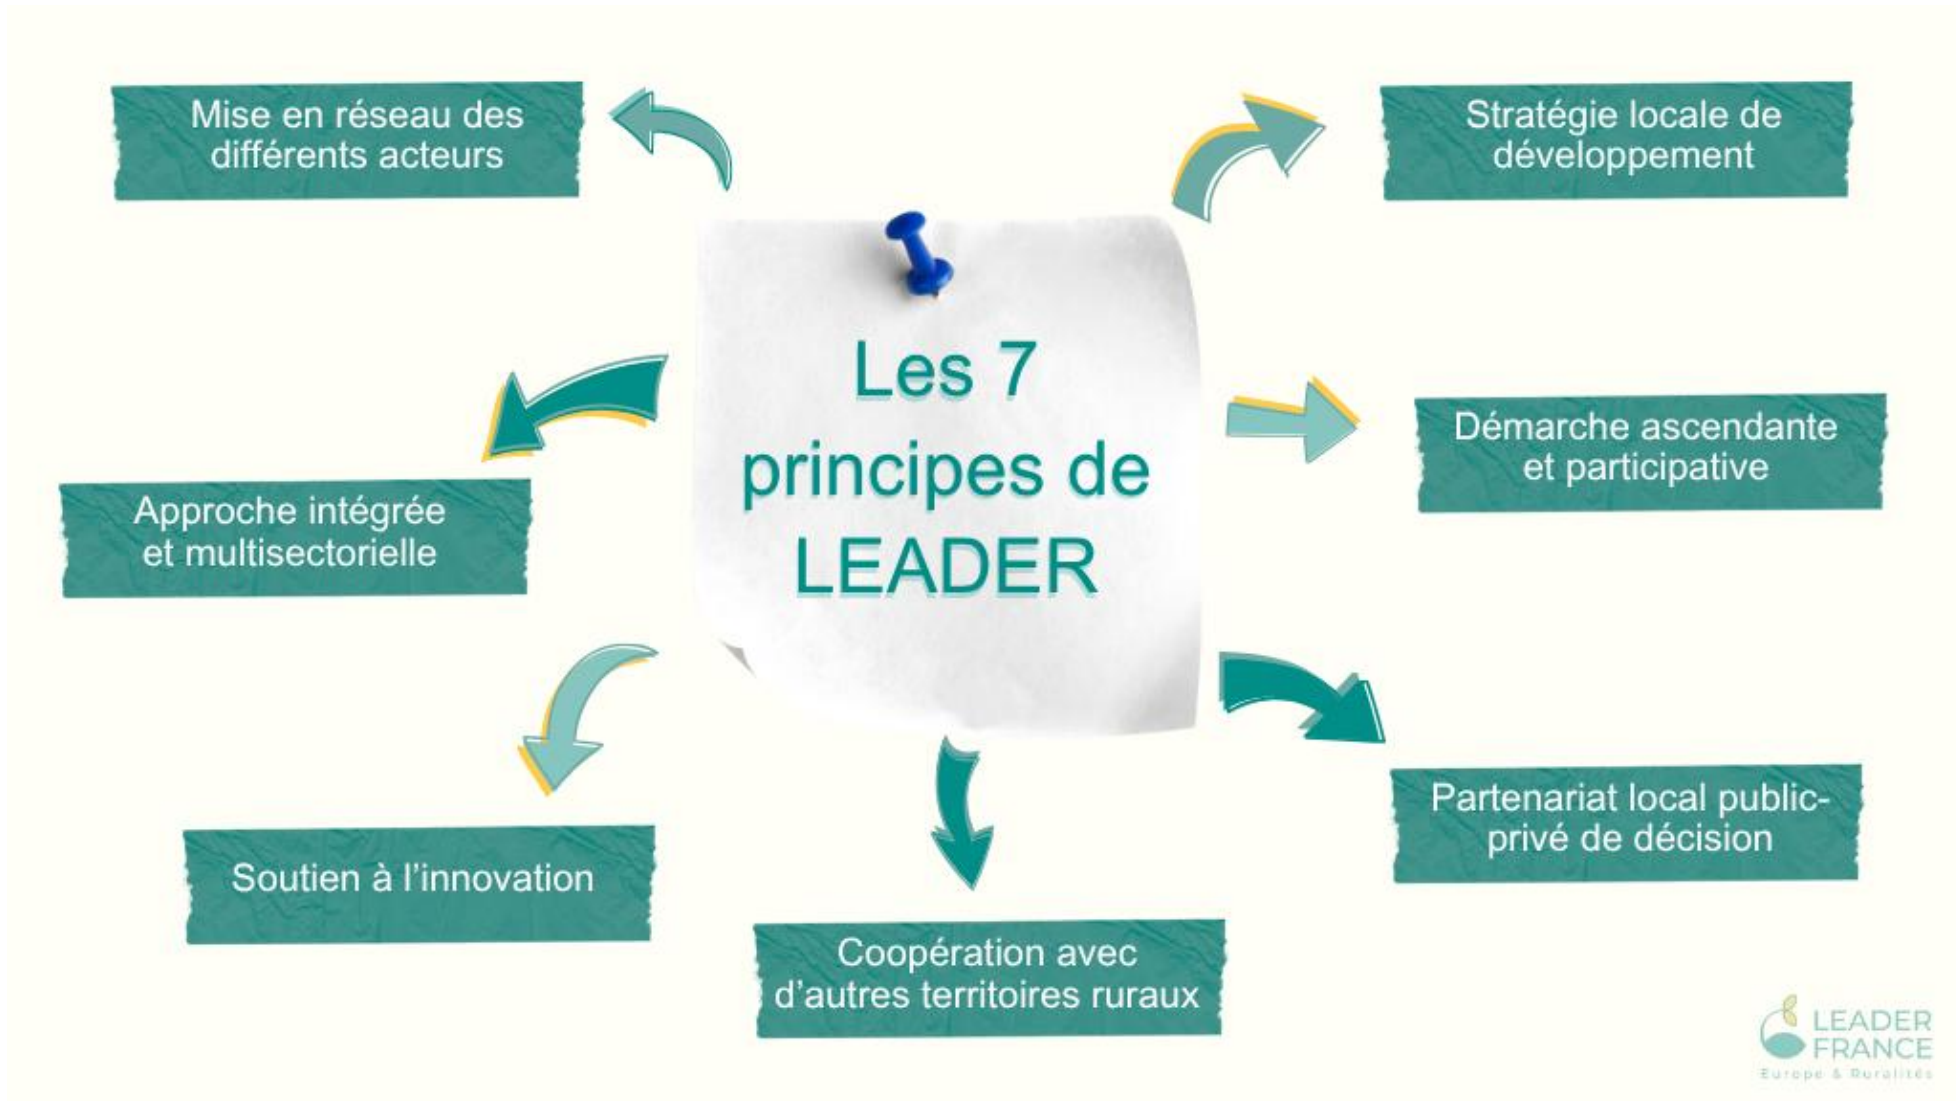 Les 7
principes de
LEADER
Stratégie locale de
développement
Démarche ascendante
et participative
Partenariat local public-
privé de décision
Coopération avec
d’autres territoires ruraux
Soutien à l’innovation
Approche intégrée
et multisectorielle
Mise en réseau des
différents acteurs
LEADER
FRANCE
Europe & Ruralités